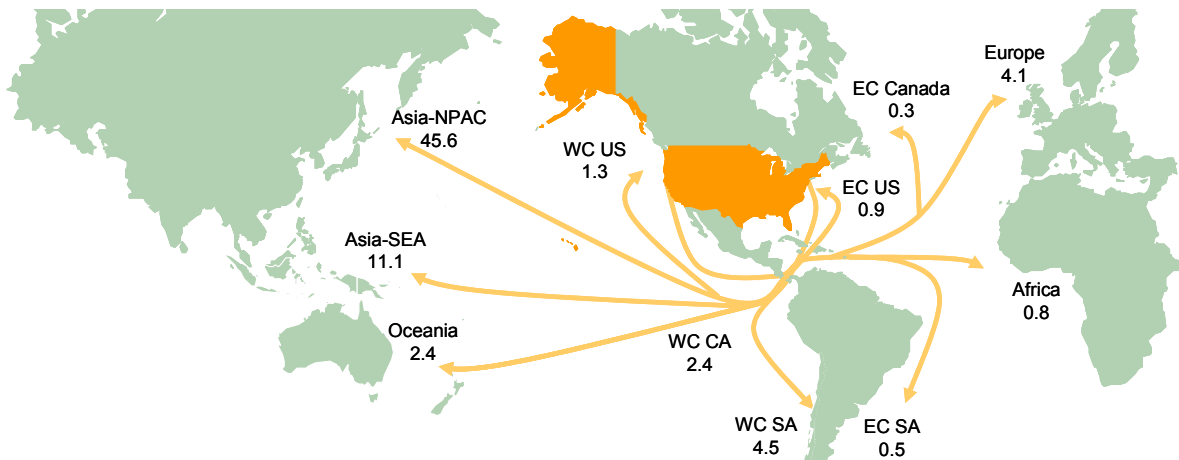 Europe
4.1
EC Canada
0.3
Asia-NPAC
45.6
WC US
1.3
EC US
0.9
Asia-SEA
11.1
Africa
0.8
Oceania
2.4
WC CA
2.4
WC SA
4.5
EC SA
0.5